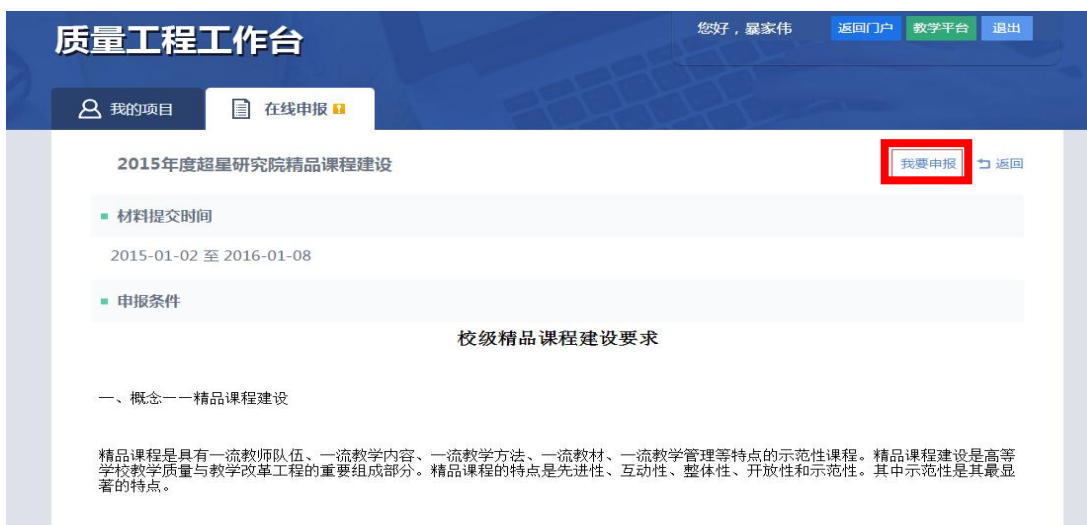 质量工程工作台
您好，暴家伟 返回门户 教学平台 退出
我的项目 在线申报
2015年度超星研究院精品课程建设 我要申报 返回
材料提交时间
2015-01-02 至 2016-01-08
申报条件
校级精品课程建设要求
一、概念——精品课程建设
精品课程是具有一流教师队伍、一流教学内容、一流教学方法、一流教材、一流教学管理等特点的示范性课程。精品课程建设是高等
学校教学质量与教学改革工程的重要组成部分。精品课程的特点是先进性、互动性、整体性、开放性和示范性。其中示范性是其最显
著的特点。